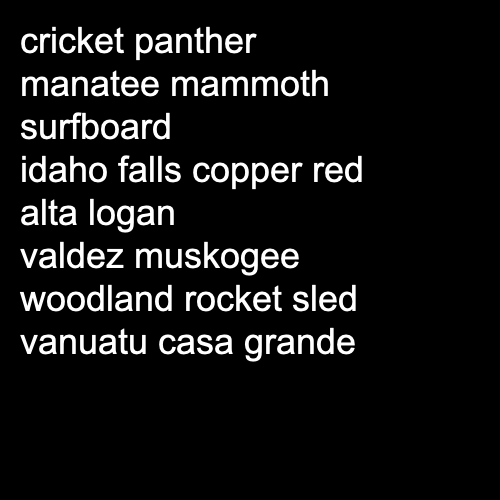 cricket panther
manatee mammoth
surfboard
idaho falls copper red
alta logan
valdez muskogee
woodland rocket sled
vanuatu casa grande